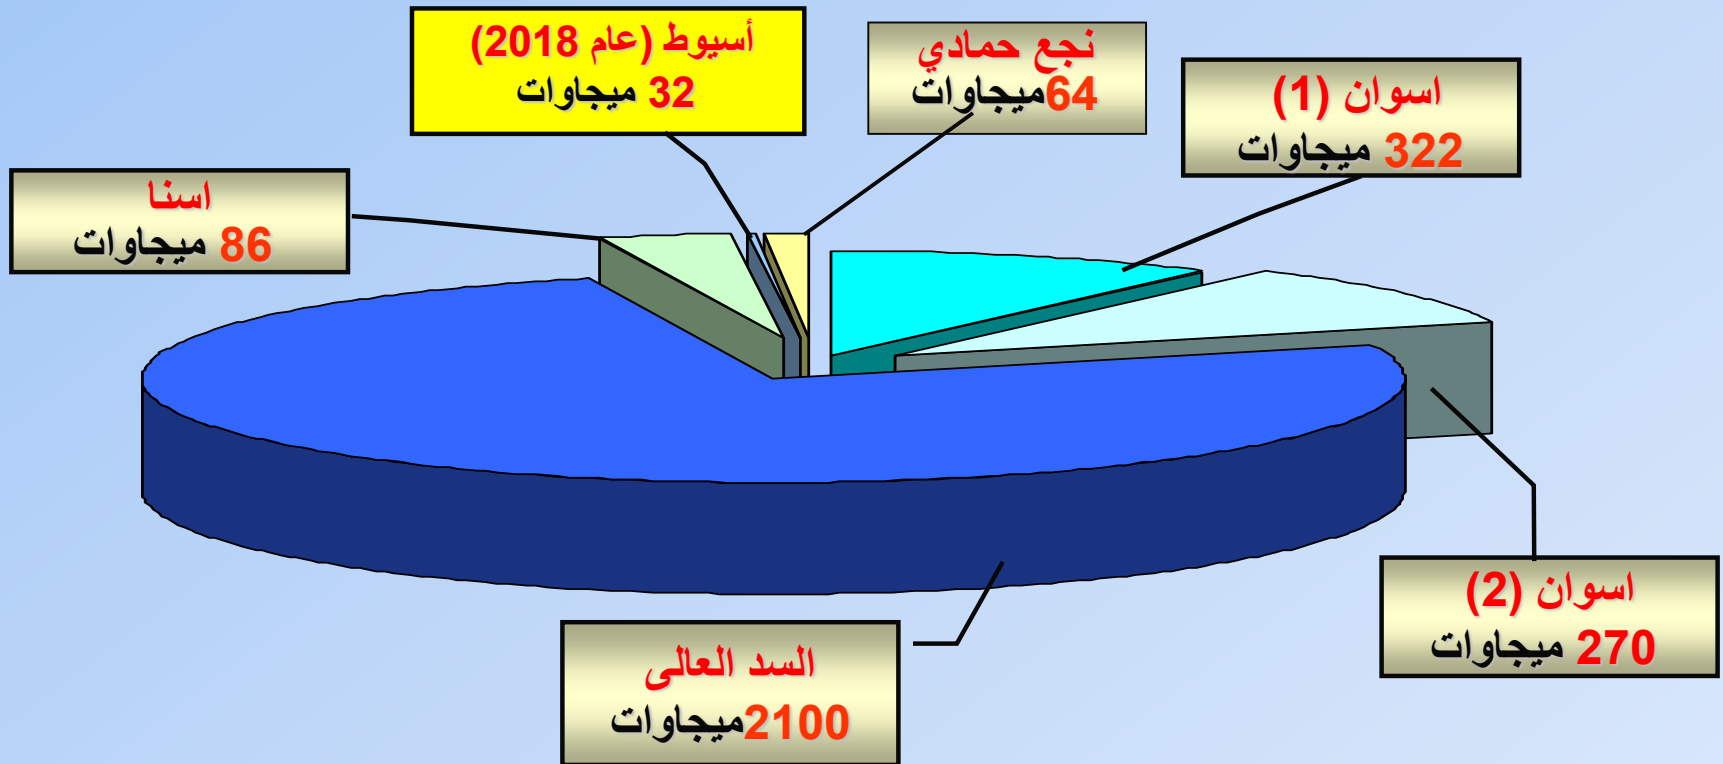 أسيوط (عام 2018)
32 ميجاوات
نجع حمادي
64ميجاوات
اسوان (1)
322 ميجاوات
اسنا
86 ميجاوات
اسوان (2)
270 ميجاوات
السد العالى
2100ميجاوات